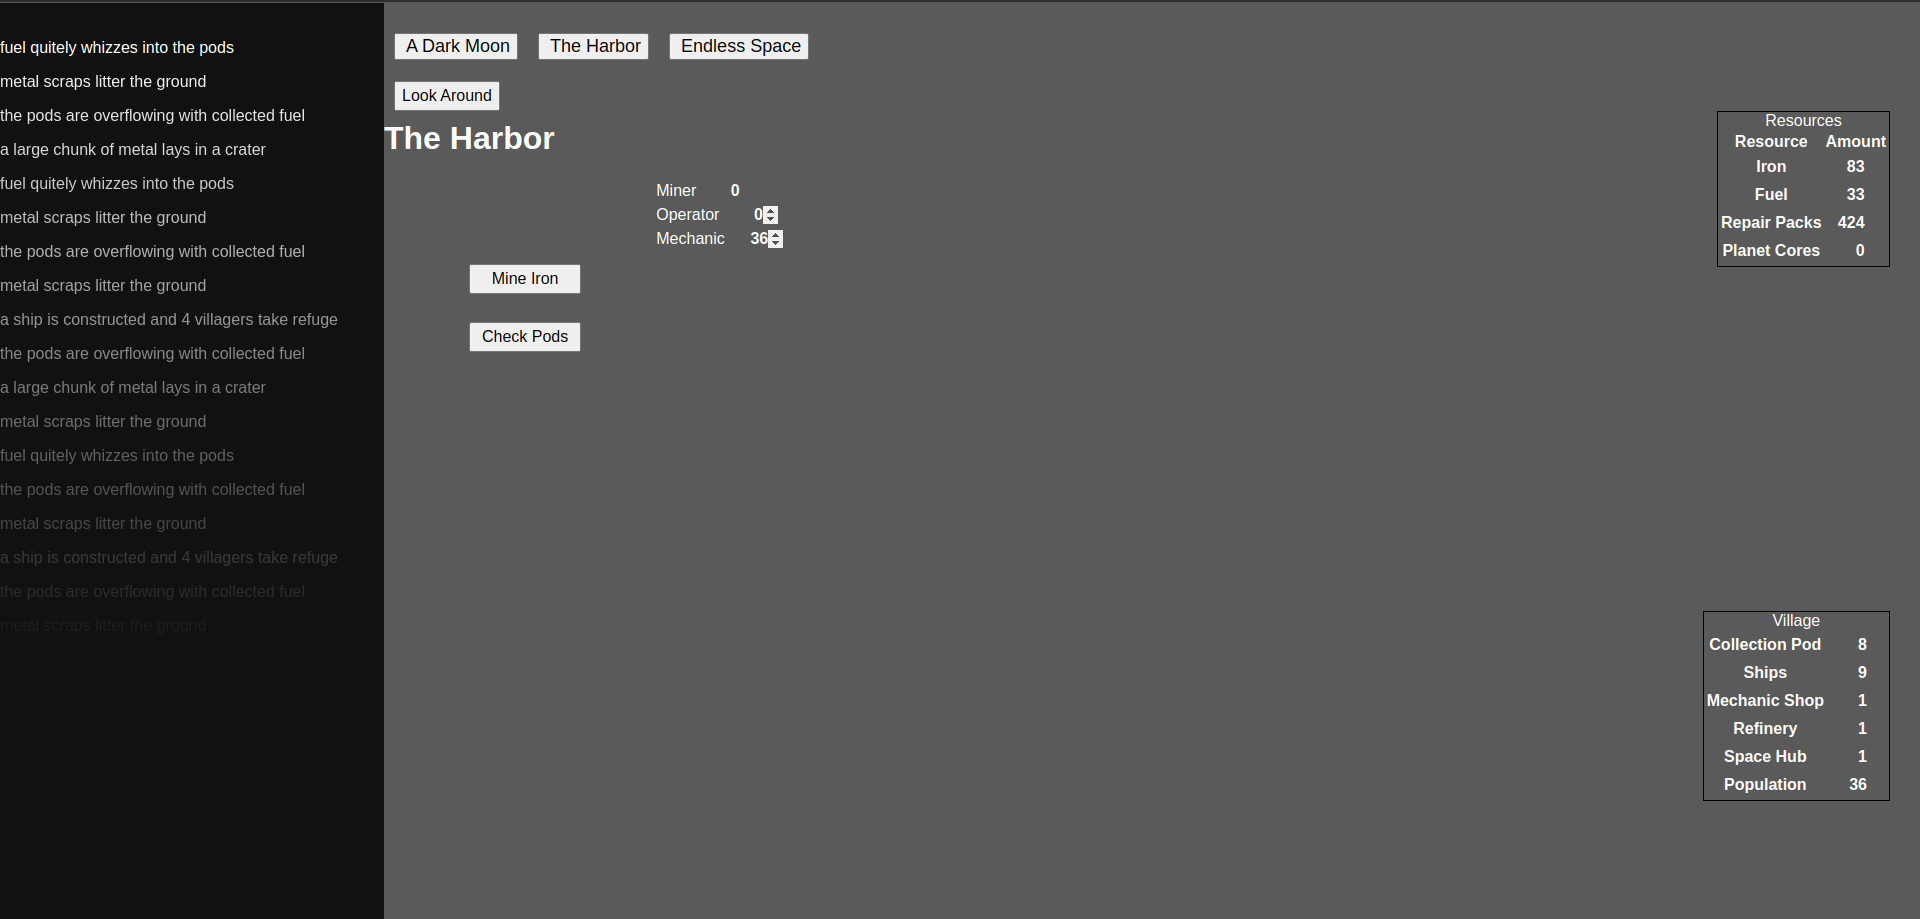 fuel quitely whizzes into the pods
metal scraps litter the ground
the pods are overflowing with collected fuel
a large chunk of metal lays in a crater
fuel quitely whizzes into the pods
metal scraps litter the ground
the pods are overflowing with collected fuel
metal scraps litter the ground
a ship is constructed and 4 villagers take refuge
the pods are overflowing with collected fuel
a large chunk of metal lays in a crater
metal scraps litter the ground
fuel quitely whizzes into the pods
the pods are overflowing with collected fuel
metal scraps litter the ground
a ship is constructed and 4 villagers take refuge
the pods are overflowing with collected fuel
metal scraps litter the ground
A Dark Moon The Harbor Endless Space
Look Around
The Harbor
Miner 0
Operator 0
Mechanic 36
Mine Iron
Check Pods
Resources
Resource Amount
Iron 83
Fuel 33
Repair Packs 424
Planet Cores 0
Village
Collection Pod 8
Ships 9
Mechanic Shop 1
Refinery 1
Space Hub 1
Population 36